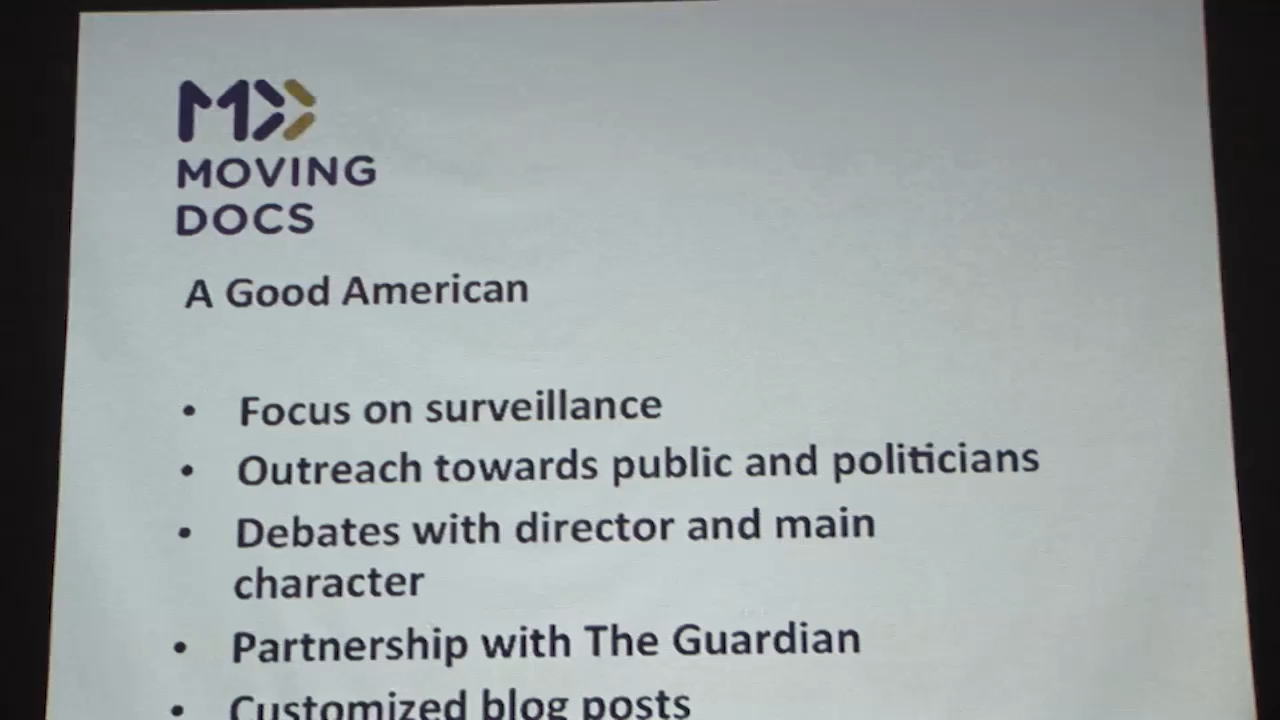 MOVING
DOCS
A Good American
• Focus on surveillance
• Outreach towards public and politicians
• Debates with director and main
character
• Partnership with The Guardian
• Customized blog posts